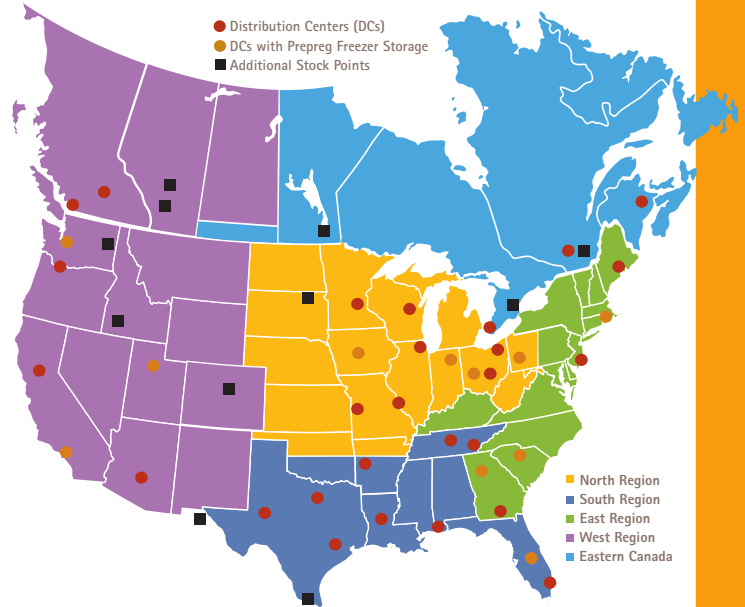 Distribution Centers (DCs)
DCs with Prepreg Freezer Storage
Additional Stock Points
North Region
South Region
East Region
West Region
Eastern Canada